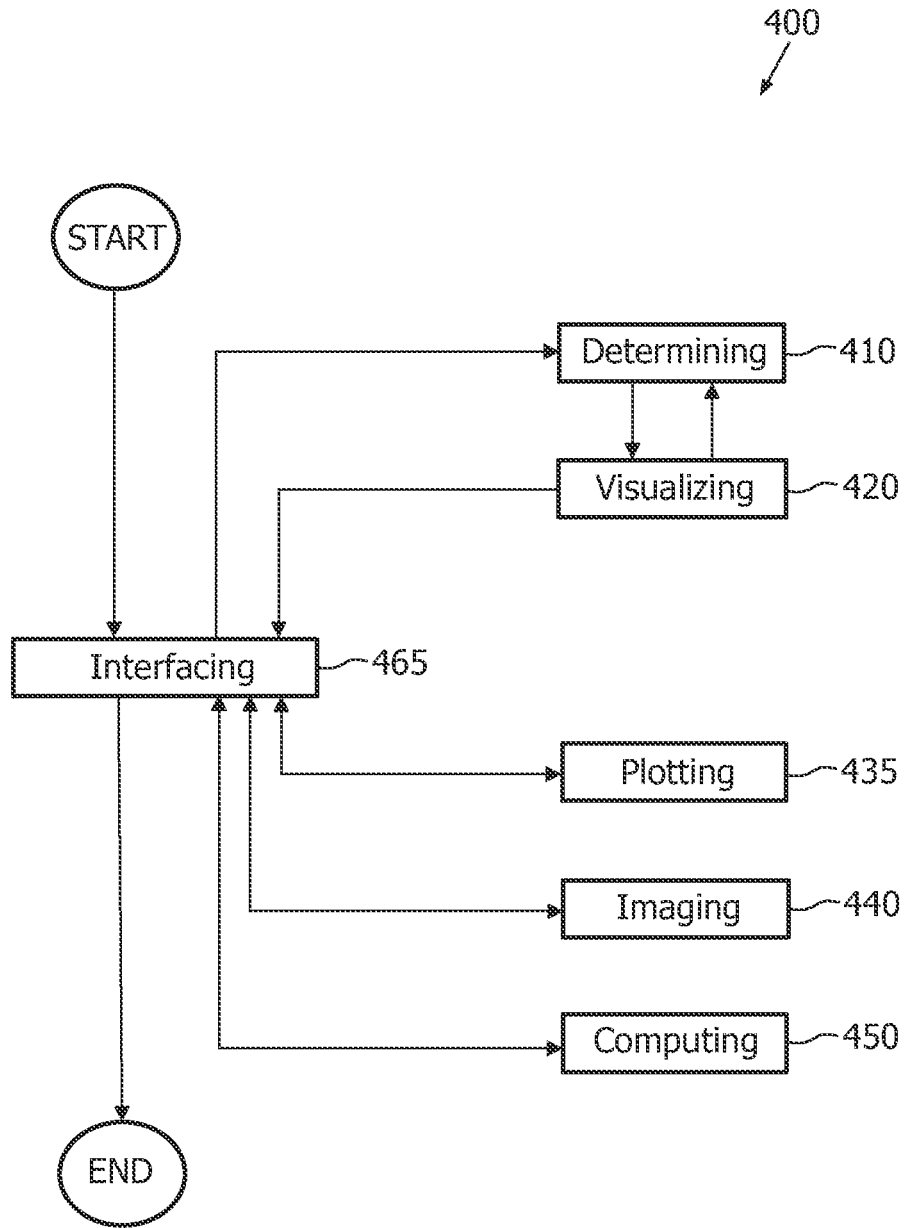 400
START
Determining 410
Visualizing 420
Interfacing 465
Plotting 435
Imaging 440
Computing 450
END